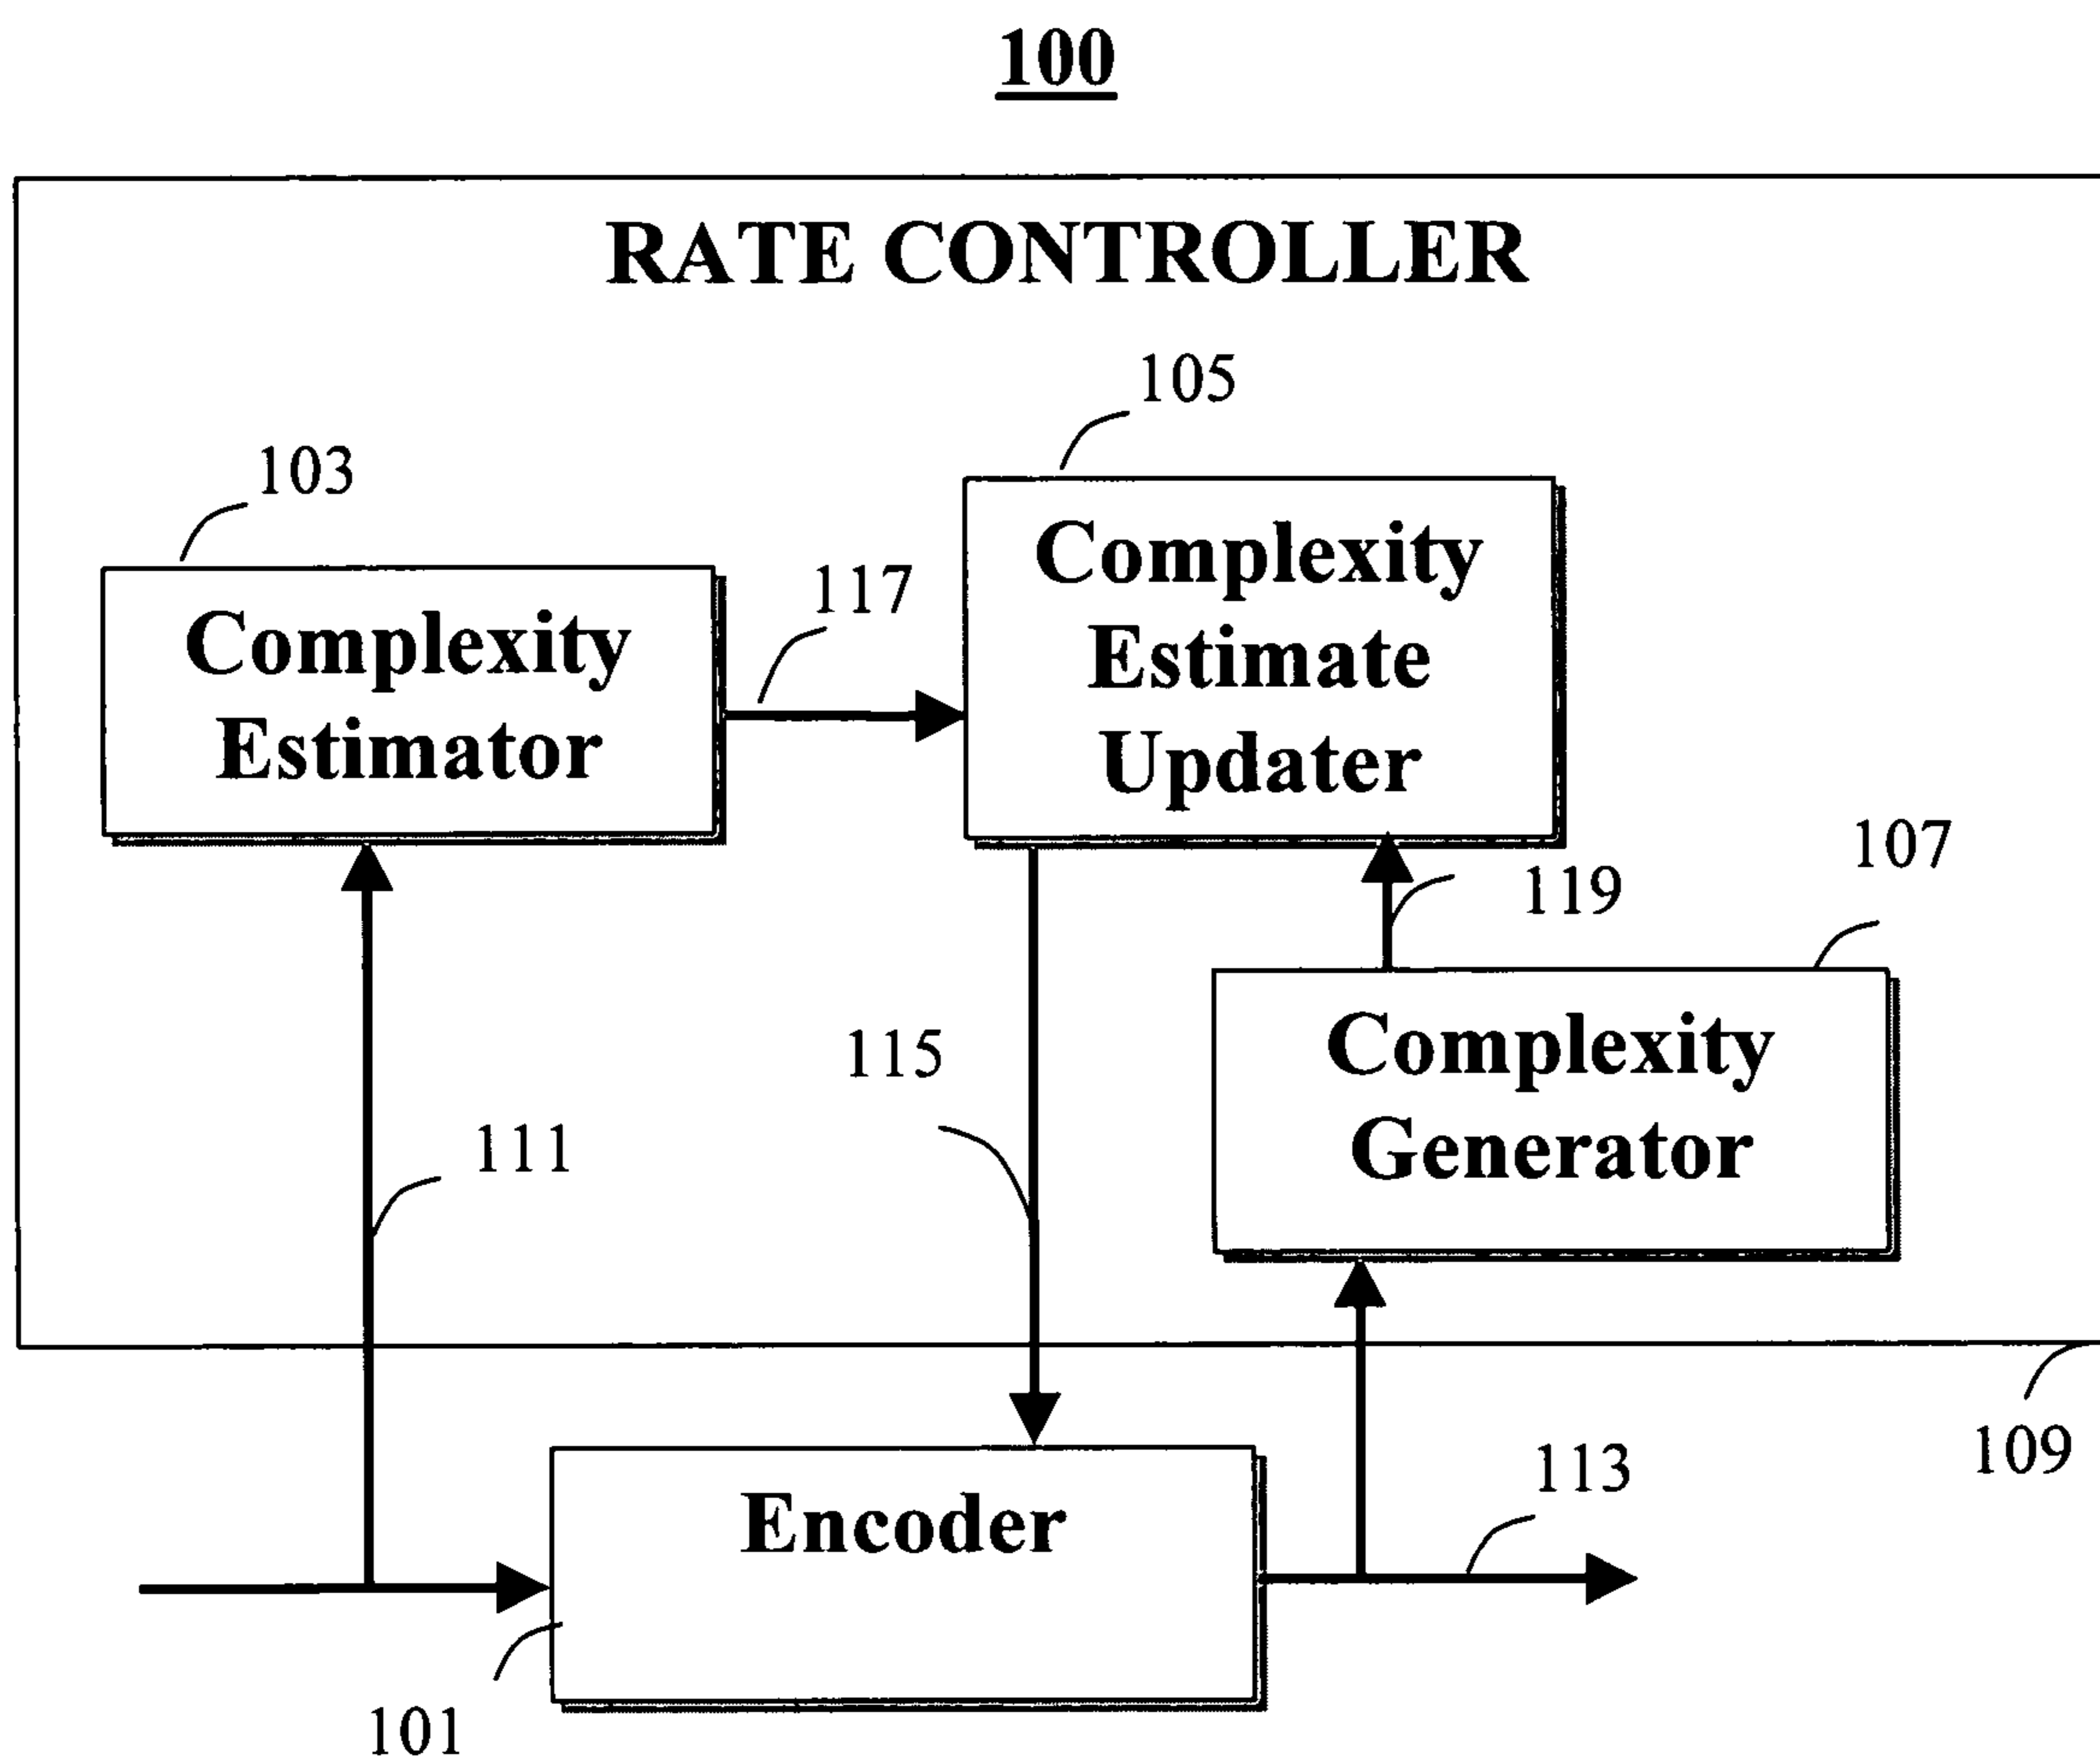 100
RATE CONTROLLER
105
103
Complexity
Estimate
Updater
117
Complexity
Estimator
107
119
115
Complexity
Generator
111
109
113
Encoder
101